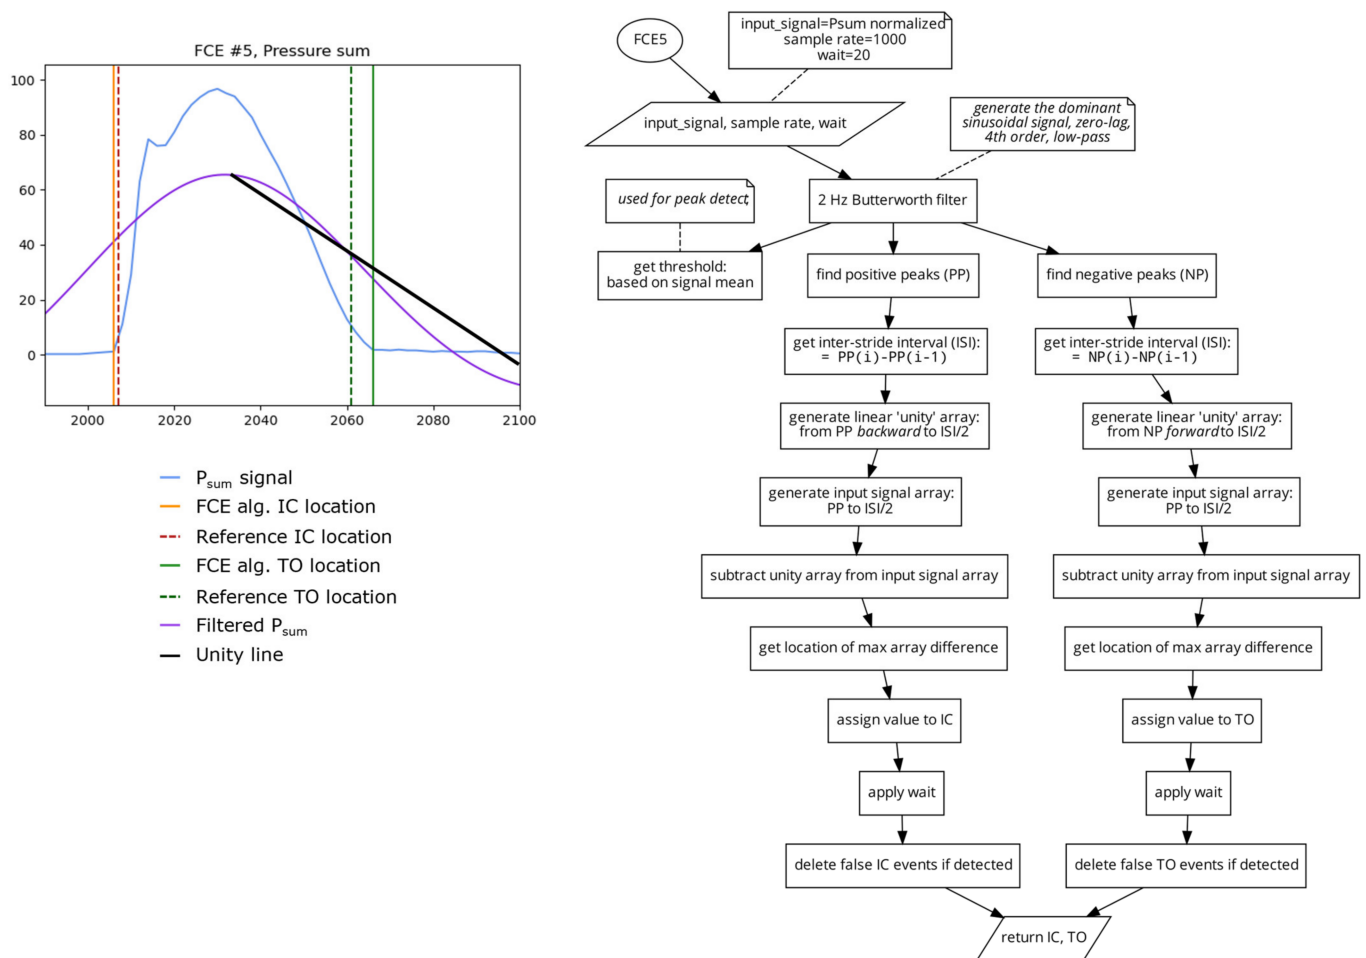 FCE #5, Pressure sum
100
80
60
40
20
0
2000
2020
2040
2060
2080
2100
Psum signal
FCE alg. IC location
Reference IC location
FCE alg. TO location
Reference TO location
Filtered Psum
Unity line
FCE5
input_signal=Psum normalized
sample rate=1000
wait=20
input_signal, sample rate, wait
generate the dominant
sinusoidal signal, zero-lag,
4th order, low-pass
used for peak detect,
2 Hz Butterworth filter
get threshold:
based on signal mean
find positive peaks (PP)
find negative peaks (NP)
get inter-stride interval (ISI):
= PP(i)-PP(i-1)
get inter-stride interval (ISI):
= NP(i)-NP(i-1)
generate linear 'unity' array:
from PP backward to ISI/2
generate linear 'unity' array:
from NP forward to ISI/2
generate input signal array:
PP to ISI/2
generate input signal array:
PP to ISI/2
subtract unity array from input signal array
subtract unity array from input signal array
get location of max array difference
get location of max array difference
assign value to IC
assign value to TO
apply wait
apply wait
delete false IC events if detected
delete false TO events if detected
return IC, TO